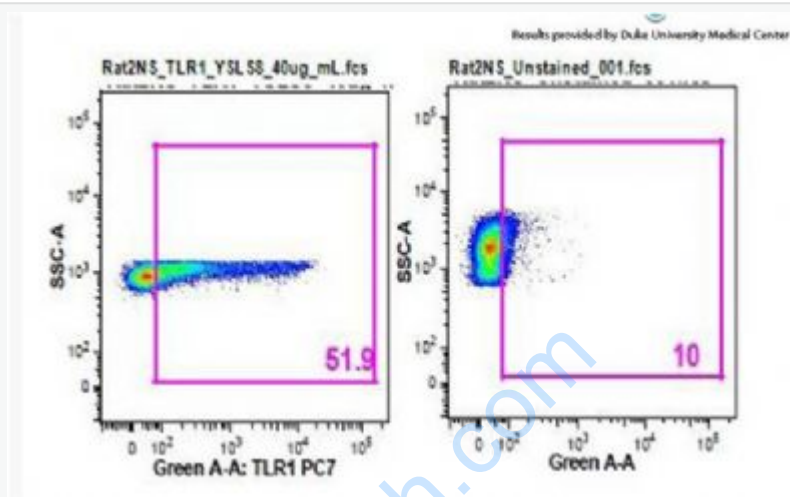 Results provided by Duke University Medical Center
Rat2NS_TLR1_YSLS8_40ug_mL.fcs
Rat2NS_Unstained_001.fcs
SSC-A
10⁵
10⁴
10³
10²
0
51.9
0 10² 10³ 10⁴ 10⁵
Green A-A: TLR1 PC7
SSC-A
10⁵
10⁴
10³
10²
0
10
0 10² 10³ 10⁴ 10⁵
Green A-A
h.com